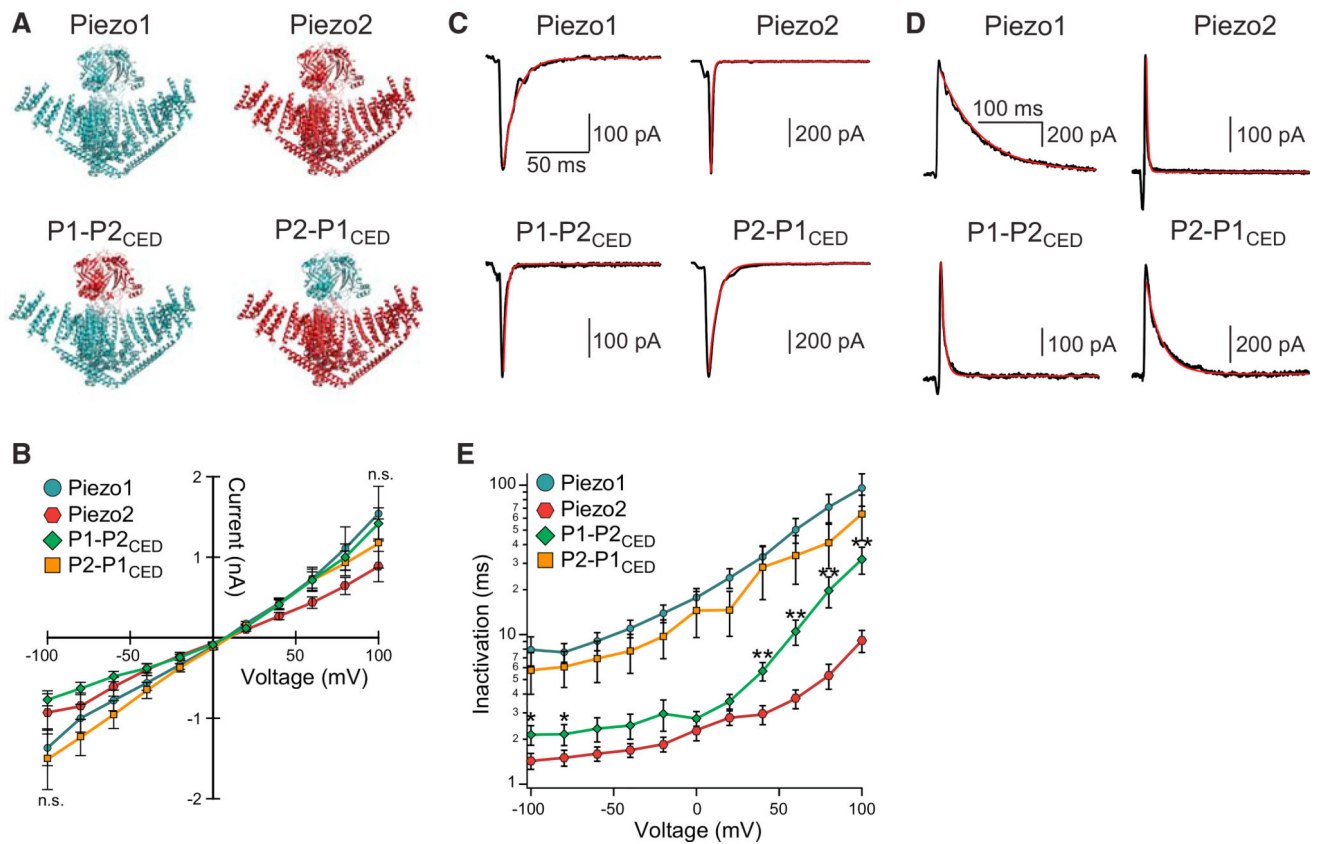 A
Piezo1
Piezo2
P1-P2CED
P2-P1CED
C
Piezo1
Piezo2
100 pA
50 ms
200 pA
P1-P2CED
P2-P1CED
100 pA
200 pA
D
Piezo1
Piezo2
100 ms
200 pA
100 pA
P1-P2CED
P2-P1CED
100 pA
200 pA
B
Piezo1
Piezo2
P1-P2CED
P2-P1CED
Current (nA)
2
1
-1
-2
n.s.
n.s.
-100
-50
50
100
Voltage (mV)
E
Piezo1
Piezo2
P1-P2CED
P2-P1CED
Inactivation (ms)
100
7
6
5
4
3
2
10
7
6
5
4
3
2
1
*
*
**
**
**
**
-100
-50
0
50
100
Voltage (mV)